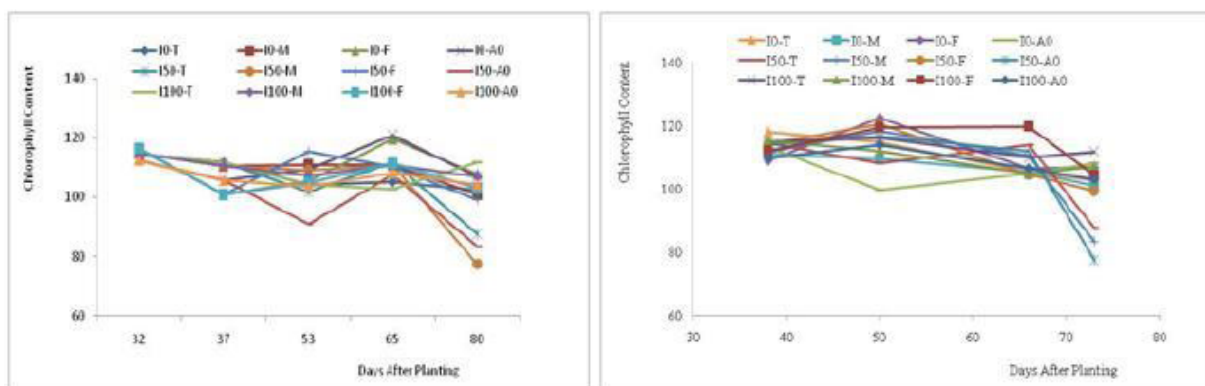 I0-T I0-M I0-F I0-A0
I50-T I50-M I50-F I50-A0
I100-T I100-M I100-F I100-A0
140
120
100
80
60
Chlorophyll Content
32 37 53 65 80
Days After Planting
I0-T I0-M I0-F I0-A0
I50-T I50-M I50-F I50-A0
I100-T I100-M I100-F I100-A0
140
120
100
80
60
Chlorophyll Content
30 40 50 60 70 80
Days After Planting